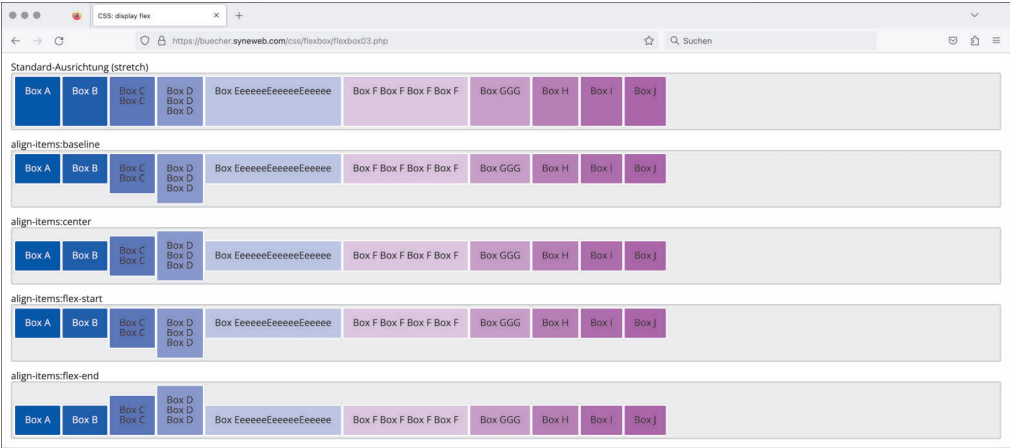 CSS: display flex
https://buecher.syneweb.com/css/flexbox/flexbox03.php
Suchen
Standard-Ausrichtung (stretch)
Box A Box B Box C Box D Box EeeeeeEeeeeeEeeeee Box F Box F Box F Box F Box GGG Box H Box I Box J
Box C Box D
Box D
align-items:baseline
Box A Box B Box C Box D Box EeeeeeEeeeeeEeeeee Box F Box F Box F Box F Box GGG Box H Box I Box J
Box C Box D
Box D
align-items:center
Box D
Box A Box B Box C Box D Box EeeeeeEeeeeeEeeeee Box F Box F Box F Box F Box GGG Box H Box I Box J
Box C Box D
align-items:flex-start
Box A Box B Box C Box D Box EeeeeeEeeeeeEeeeee Box F Box F Box F Box F Box GGG Box H Box I Box J
Box C Box D
Box D
align-items:flex-end
Box D
Box C Box D
Box A Box B Box C Box D Box EeeeeeEeeeeeEeeeee Box F Box F Box F Box F Box GGG Box H Box I Box J